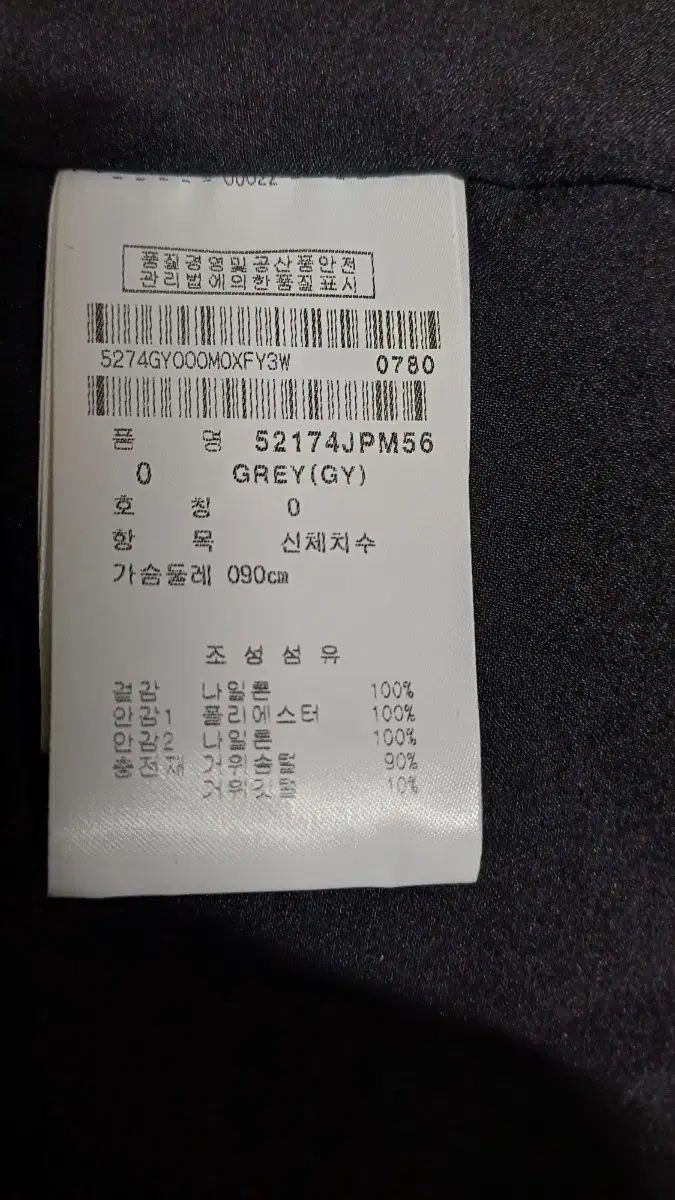 00022
품질경영및공산품안전
관리법에의한품질표시
5274GY000M0XFY3W 0780
품 명 52174JPM56
0 GREY(GY)
호 칭 0
항 목 신체치수
가슴둘레 090cm
조성섬유
겉감 나일론 100%
안감1 폴리에스터 100%
안감2 나일론 100%
충전재 거위솜털 90%
거위깃털 10%